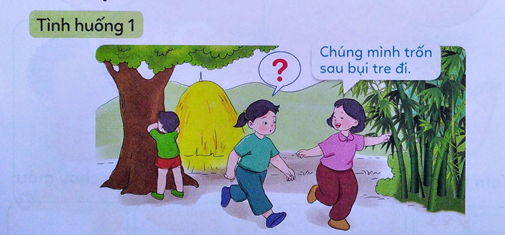 Tình huống 1
?
Chúng mình trốn
sau bụi tre đi.